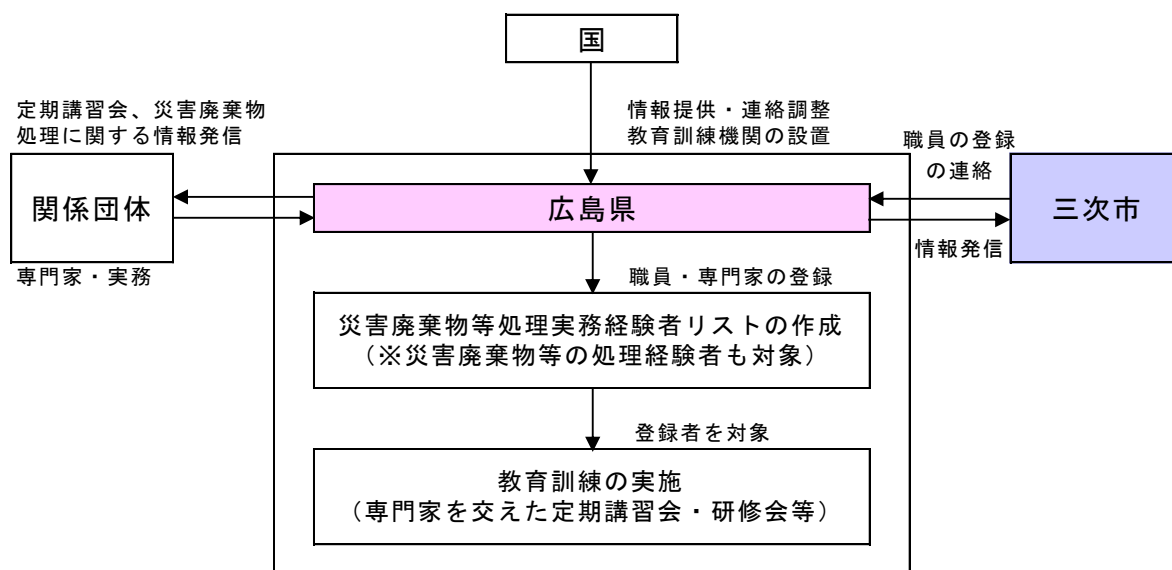 国
定期講習会、災害廃棄物
処理に関する情報発信
情報提供・連絡調整
教育訓練機関の設置
職員の登録
の連絡
関係団体
広島県
三次市
専門家・実務
情報発信
職員・専門家の登録
災害廃棄物等処理実務経験者リストの作成
(※災害廃棄物等の処理経験者も対象)
登録者を対象
教育訓練の実施
(専門家を交えた定期講習会・研修会等)